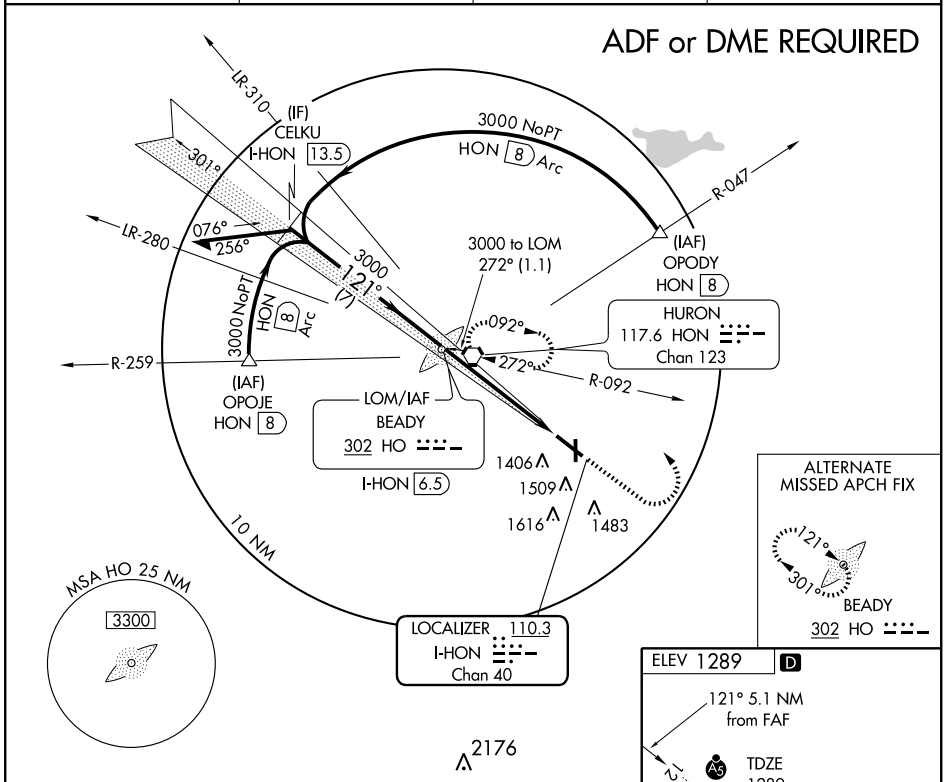 ADF or DME REQUIRED
LR-310
(IF)
CELKU
I-HON 13.5
3000 NoPT
HON 8 Arc
R-047
301°
LR-280
076°
256°
3000
121°
(7)
3000 to LOM
272° (1.1)
(IAF)
OPODY
HON 8
3000 NoPT
HON 8 Arc
HURON
117.6 HON
Chan 123
092°
272°
R-092
R-259
(IAF)
OPOJE
HON 8
LOM/IAF
BEADY
302 HO
I-HON 6.5
1406
1509
1616
1483
10 NM
ALTERNATE
MISSED APCH FIX
121°
301°
BEADY
302 HO
MSA HO 25 NM
3300
LOCALIZER 110.3
I-HON
Chan 40
ELEV 1289 D
121° 5.1 NM
from FAF
A5
TDZE
2176